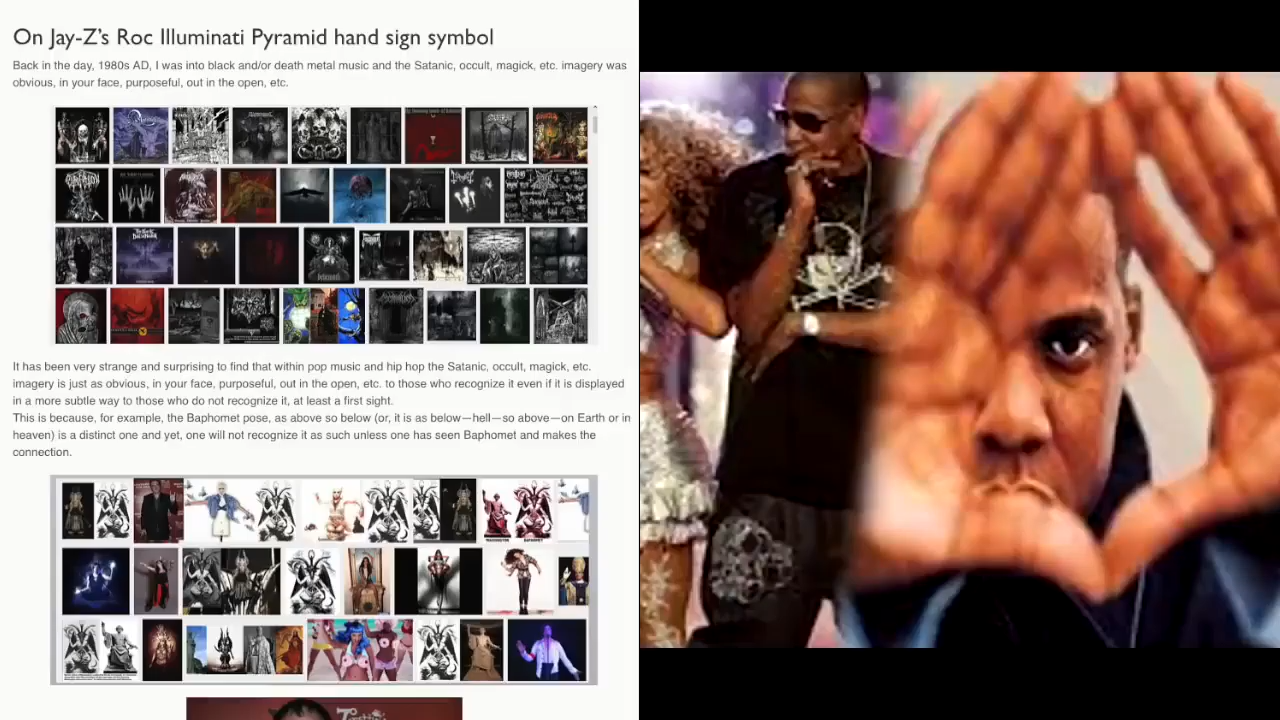 On Jay-Z’s Roc Illuminati Pyramid hand sign symbol
Back in the day, 1980s AD, I was into black and/or death metal music and the Satanic, occult, magick, etc. imagery was
obvious, in your face, purposeful, out in the open, etc.
It has been very strange and surprising to find that within pop music and hip hop the Satanic, occult, magick, etc.
imagery is just as obvious, in your face, purposeful, out in the open, etc. to those who recognize it even if it is displayed
in a more subtle way to those who do not recognize it, at least a first sight.
This is because, for example, the Baphomet pose, as above so below (or, it is as below—hell—so above—on Earth or in
heaven) is a distinct one and yet, one will not recognize it as such unless one has seen Baphomet and makes the
connection.